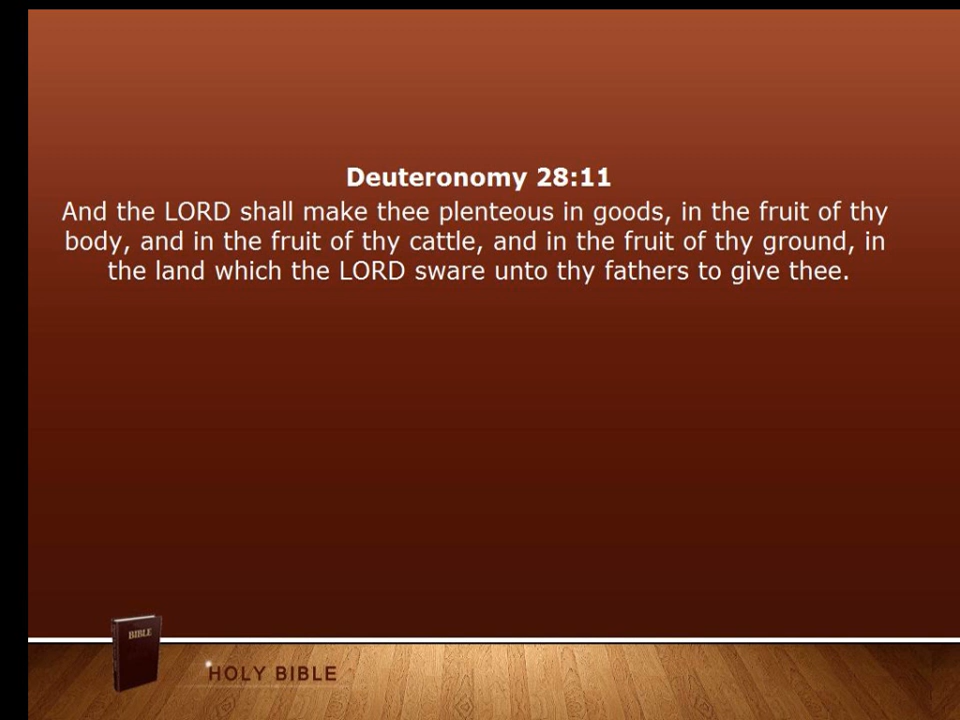 Deuteronomy 28:11
And the LORD shall make thee plenteous in goods, in the fruit of thy
body, and in the fruit of thy cattle, and in the fruit of thy ground, in
the land which the LORD sware unto thy fathers to give thee.
BIBLE
HOLY BIBLE